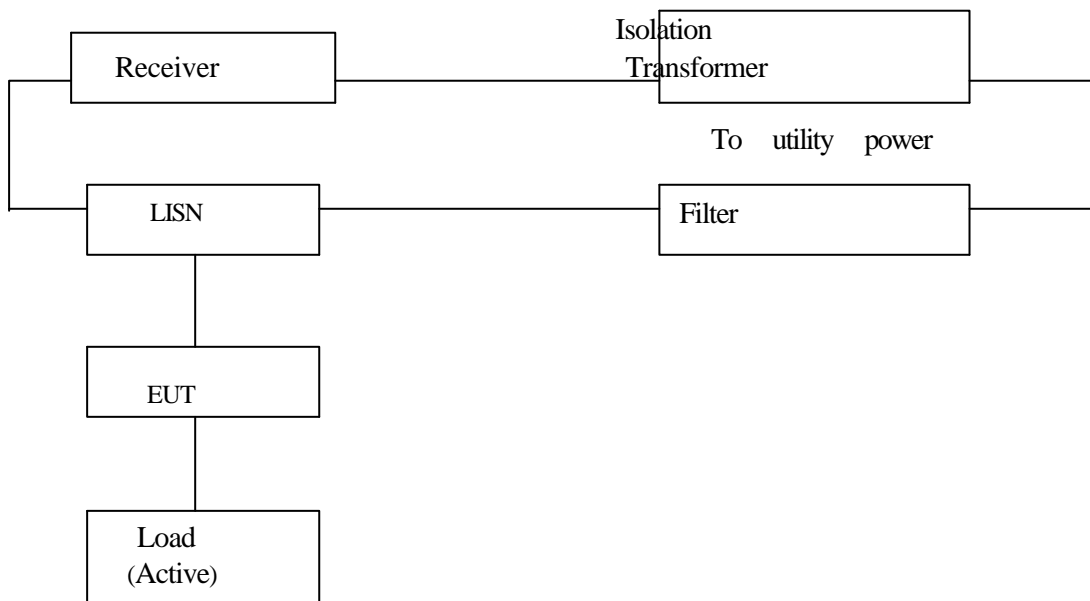 Isolation
Receiver
Transformer
To utility power
LISN
Filter
EUT
Load
(Active)